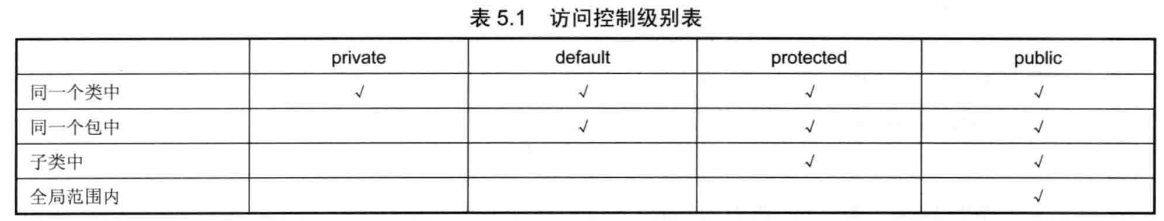 表 5.1 访问控制级别表
private default protected public
同一个类中 √ √ √ √
同一个包中 √ √ √
子类中 √ √
全局范围内 √